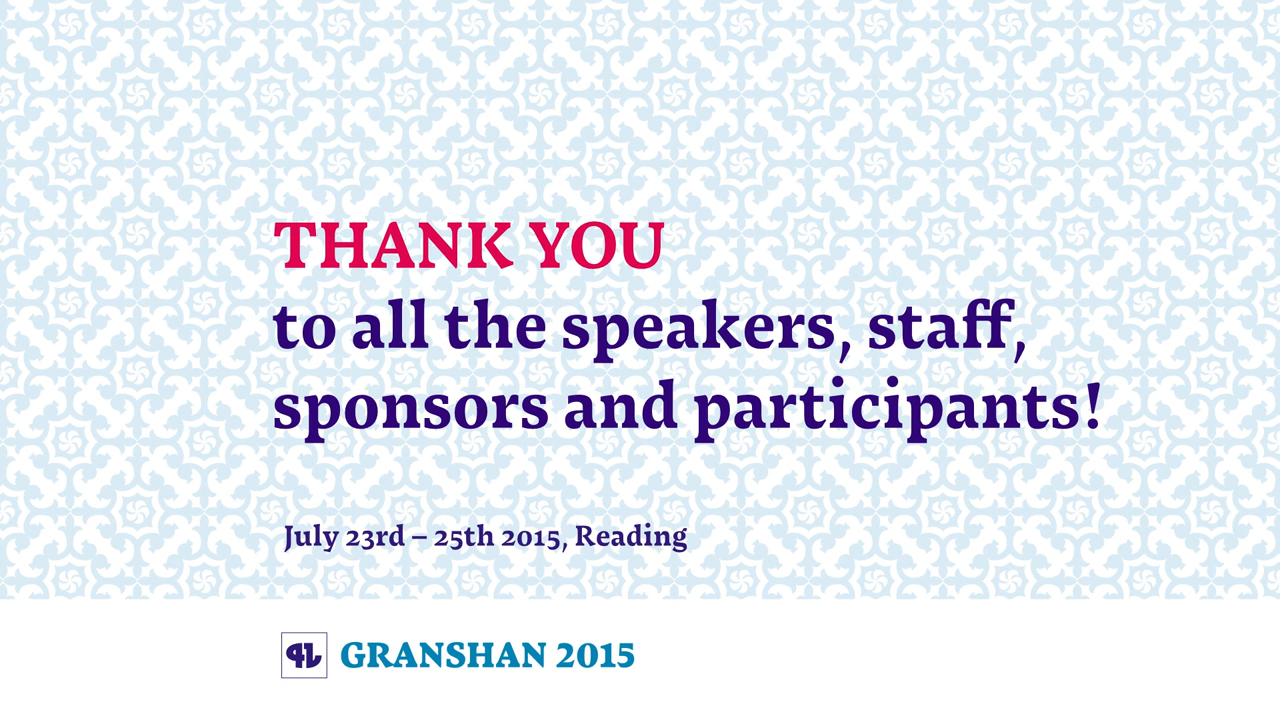 THANK YOU
to all the speakers, staff,
sponsors and participants!
July 23rd – 25th 2015, Reading
GRANSHAN 2015